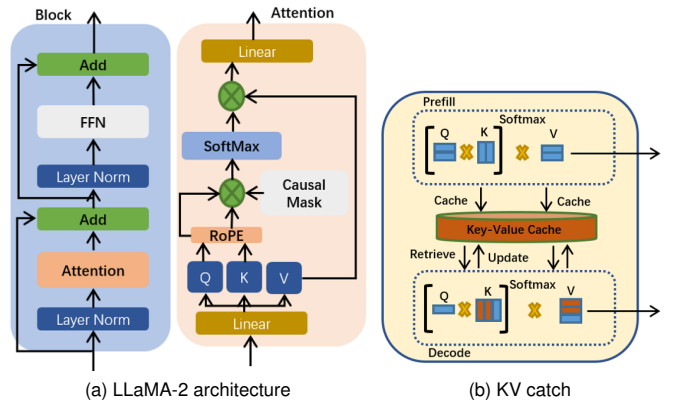 Block
Add
FFN
Layer Norm
Add
Attention
Layer Norm
Attention
Linear
SoftMax
Causal
Mask
RoPE
Q K V
Linear
(a) LLaMA-2 architecture
Prefill
Softmax
Q K V
Cache Cache
Key-Value Cache
Retrieve Update
Softmax
Q K V
Decode
(b) KV catch